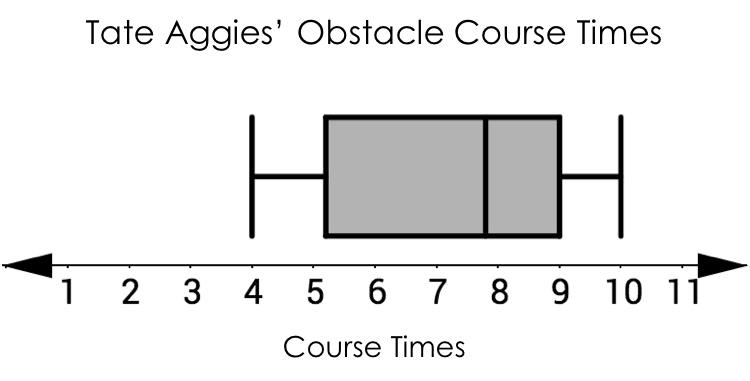 Tate Aggies’ Obstacle Course Times
1 2 3 4 5 6 7 8 9 10 11
Course Times